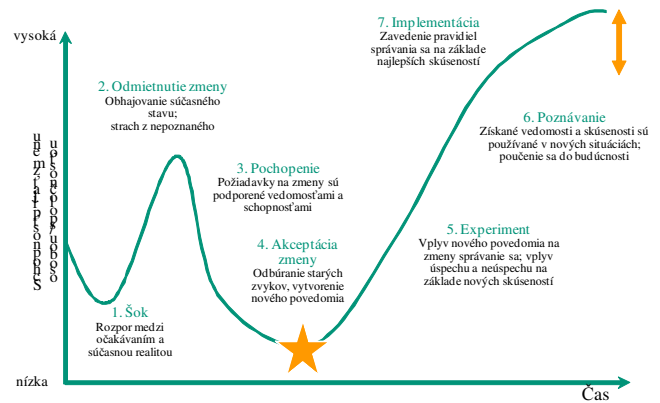 vysoká
7. Implementácia
Zavedenie pravidiel
správania sa na základe
najlepších skúseností
2. Odmietnutie zmeny
Obhajovanie súčasného
stavu;
strach z nepoznaného
6. Poznávanie
Získané vedomosti a skúsenosti sú
používané v nových situáciách;
poučenie sa do budúcnosti
3. Pochopenie
Požiadavky na zmeny sú
podporené vedomosťami a
schopnosťami
5. Experiment
Vplyv nového povedomia na
zmeny správanie sa; vplyv
úspechu a neúspechu na
základe nových skúseností
4. Akceptácia
zmeny
Odbúranie starých
zvykov, vytvorenie
nového povedomia
1. Šok
Rozpor medzi
očakávaním a
súčasnou realitou
nízka
Čas